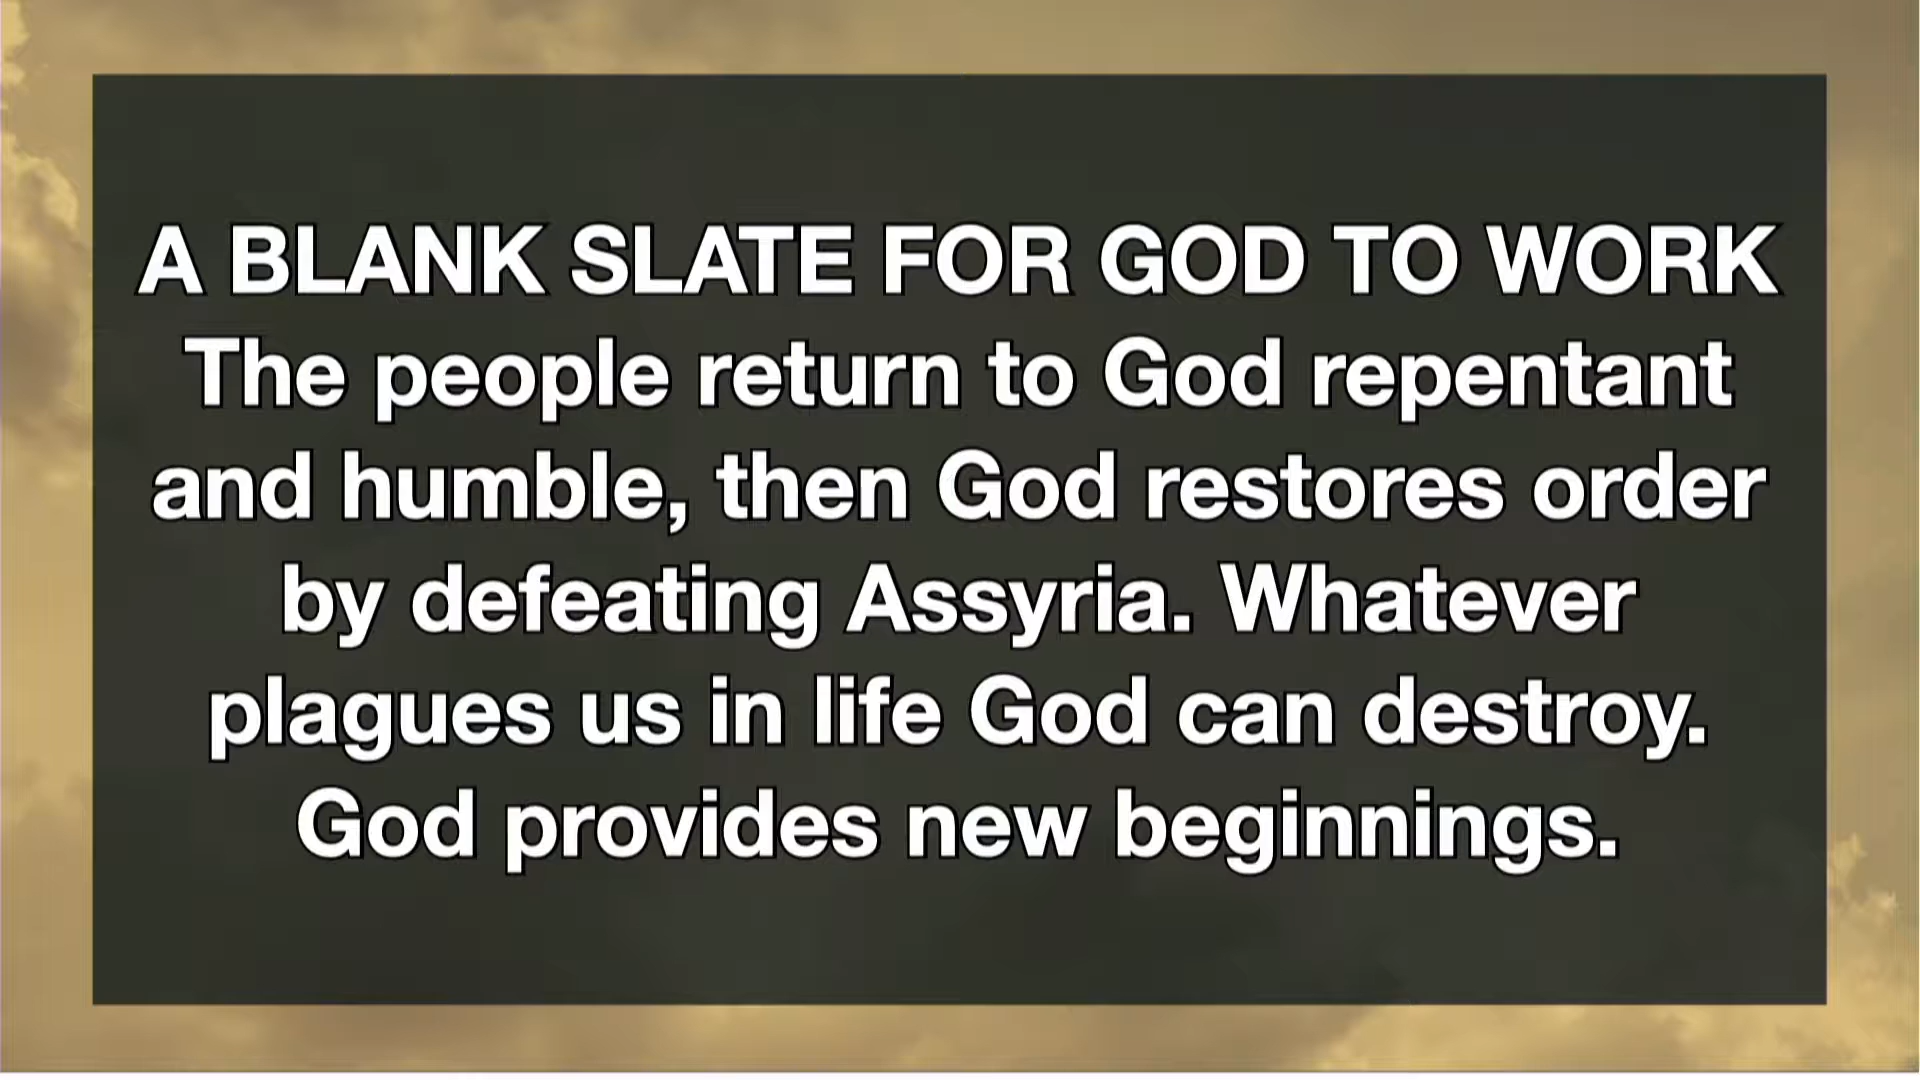 A BLANK SLATE FOR GOD TO WORK
The people return to God repentant
and humble, then God restores order
by defeating Assyria. Whatever
plagues us in life God can destroy.
God provides new beginnings.